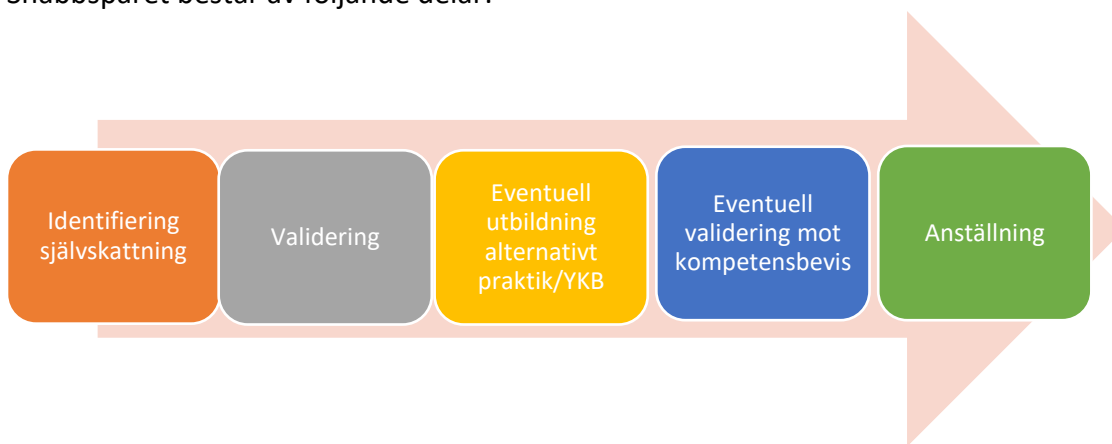 Snabbspåret består av följande delar:
Identifiering
självskattning
Validering
Eventuell
utbildning
alternativt
praktik/YKB
Eventuell
validering mot
kompetensbevis
Anställning